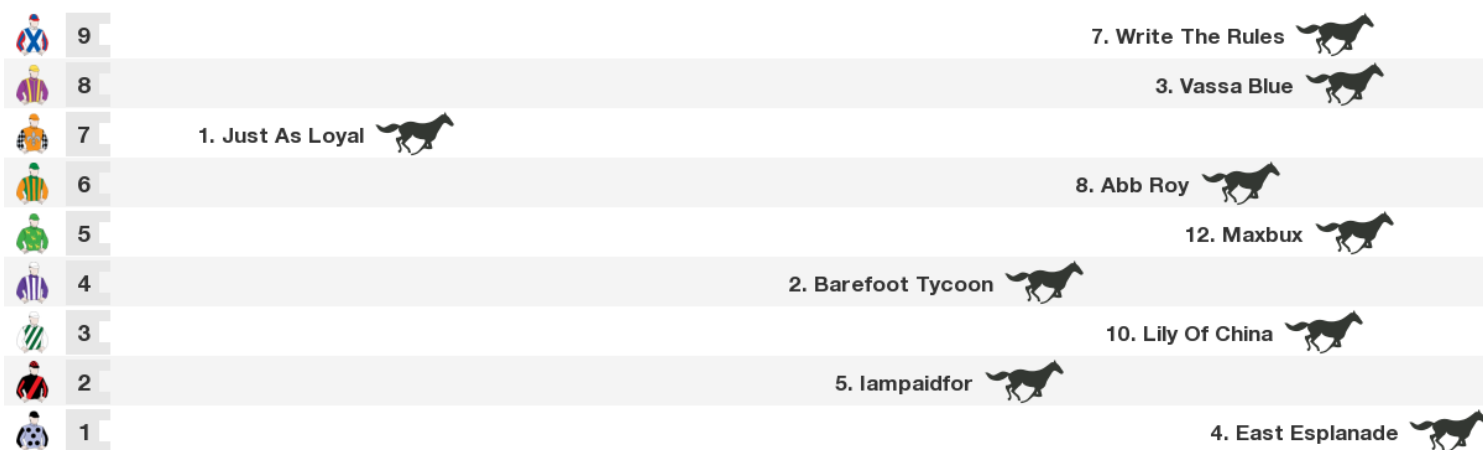 9 7. Write The Rules
8 3. Vassa Blue
7 1. Just As Loyal
6 8. Abb Roy
5 12. Maxbux
4 2. Barefoot Tycoon
3 10. Lily Of China
2 5. Iampaidfor
1 4. East Esplanade